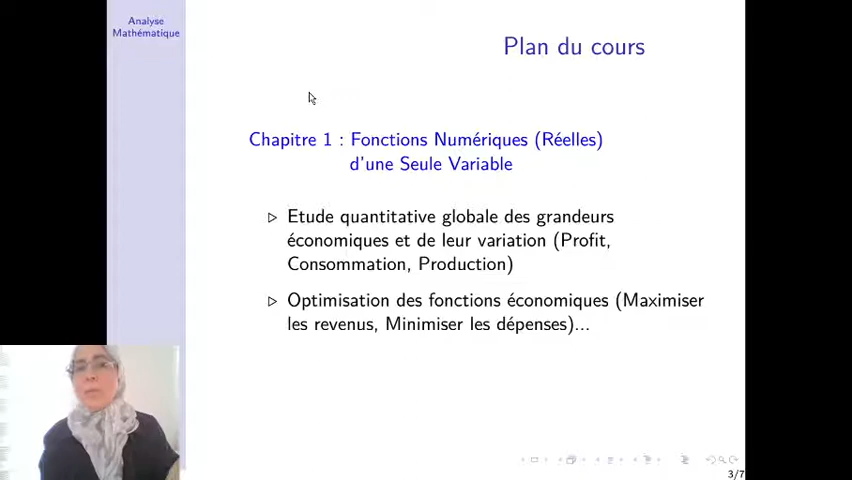 Analyse
Mathématique
Plan du cours
Chapitre 1 : Fonctions Numériques (Réelles)
d'une Seule Variable
▷ Etude quantitative globale des grandeurs
économiques et de leur variation (Profit,
Consommation, Production)
▷ Optimisation des fonctions économiques (Maximiser
les revenus, Minimiser les dépenses)...
3/7